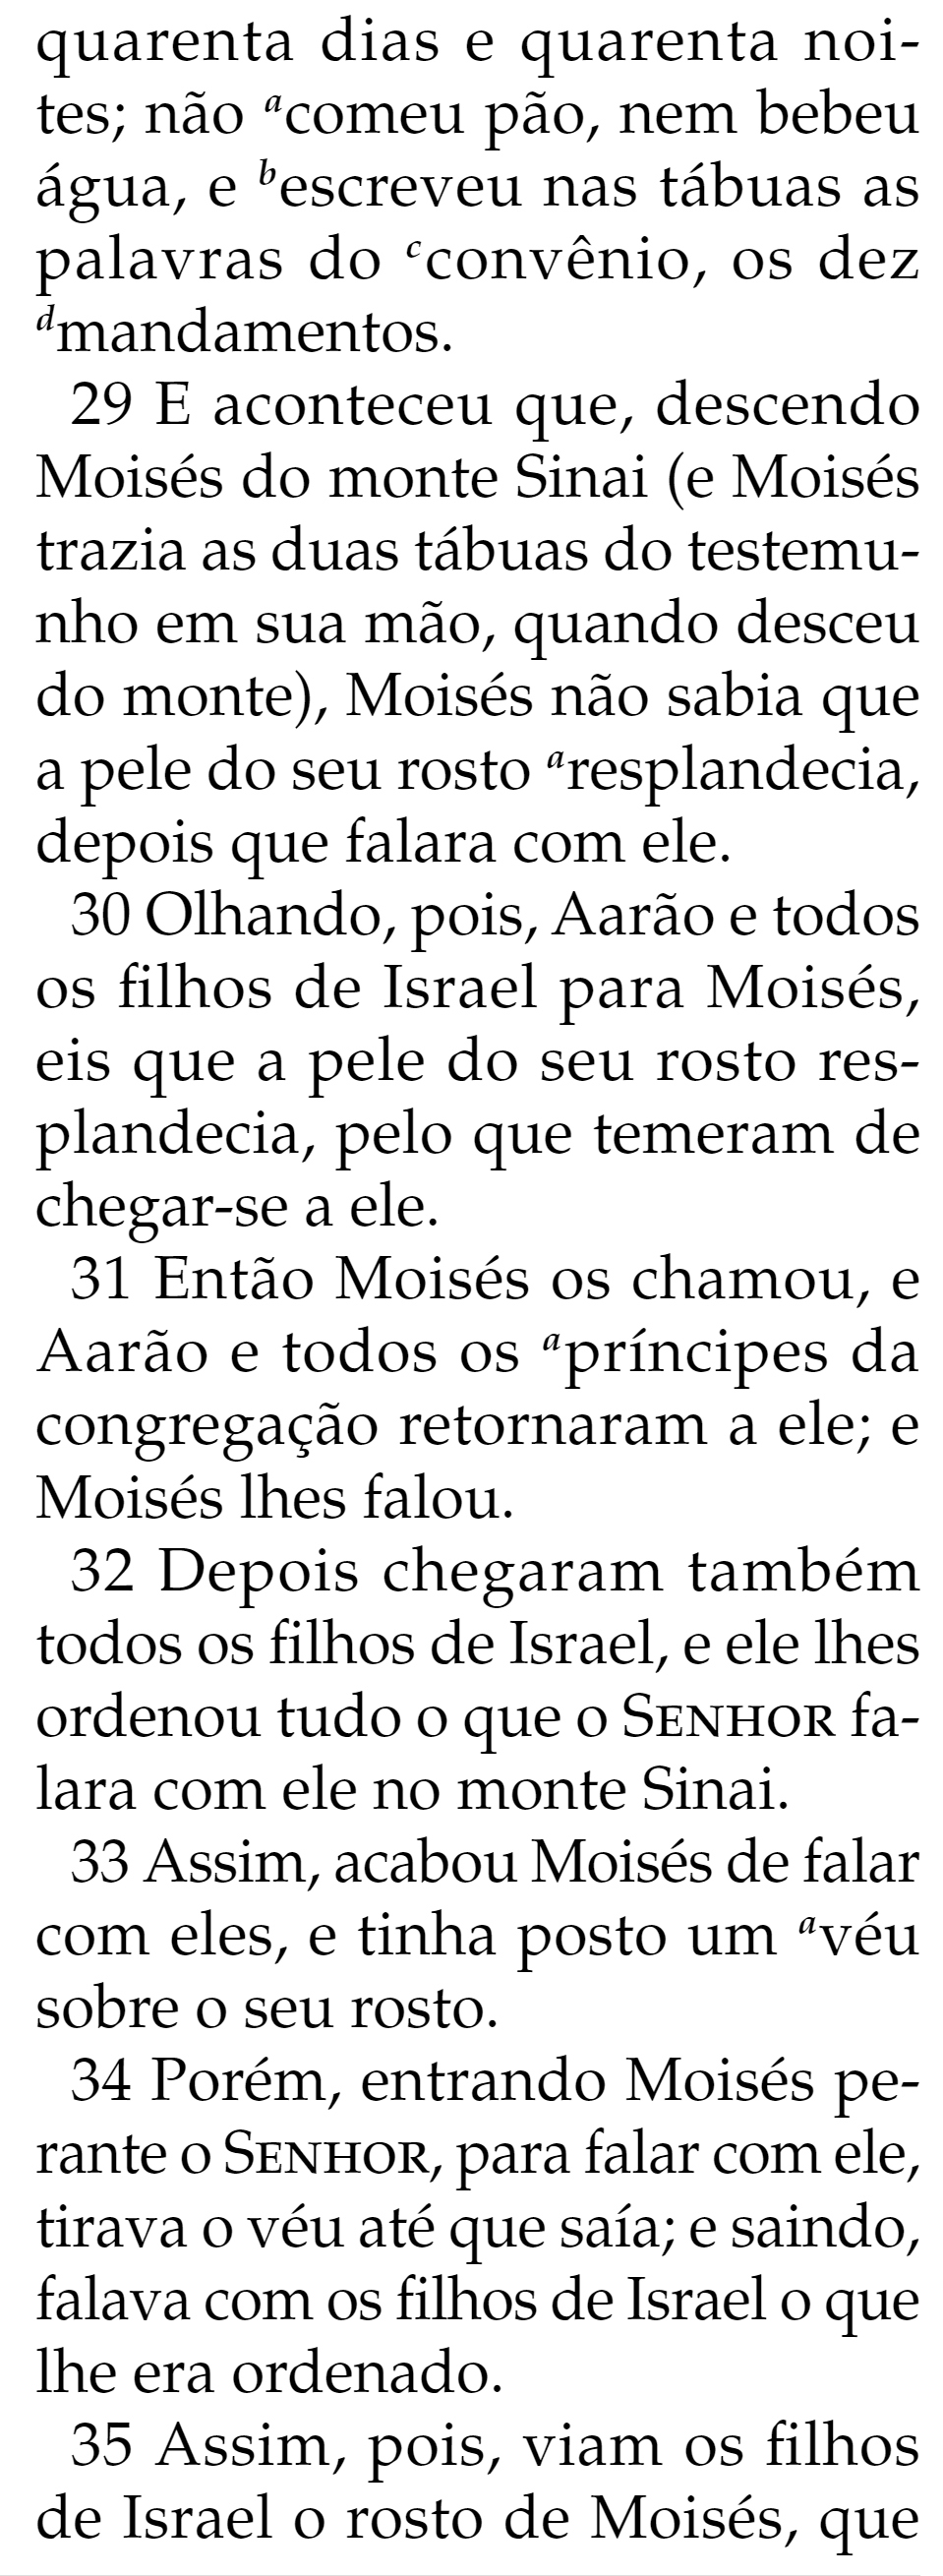 quarenta dias e quarenta noi-
tes; não ᵃcomeu pão, nem bebeu
água, e ᵇescreveu nas tábuas as
palavras do ᶜconvênio, os dez
ᵈmandamentos.
29 E aconteceu que, descendo
Moisés do monte Sinai (e Moisés
trazia as duas tábuas do testemu-
nho em sua mão, quando desceu
do monte), Moisés não sabia que
a pele do seu rosto ᵃresplandecia,
depois que falara com ele.
30 Olhando, pois, Aarão e todos
os filhos de Israel para Moisés,
eis que a pele do seu rosto res-
plandecia, pelo que temeram de
chegar-se a ele.
31 Então Moisés os chamou, e
Aarão e todos os ᵃpríncipes da
congregação retornaram a ele; e
Moisés lhes falou.
32 Depois chegaram também
todos os filhos de Israel, e ele lhes
ordenou tudo o que o SENHOR fa-
lara com ele no monte Sinai.
33 Assim, acabou Moisés de falar
com eles, e tinha posto um ᵃvéu
sobre o seu rosto.
34 Porém, entrando Moisés pe-
rante o SENHOR, para falar com ele,
tirava o véu até que saía; e saindo,
falava com os filhos de Israel o que
lhe era ordenado.
35 Assim, pois, viam os filhos
de Israel o rosto de Moisés, que